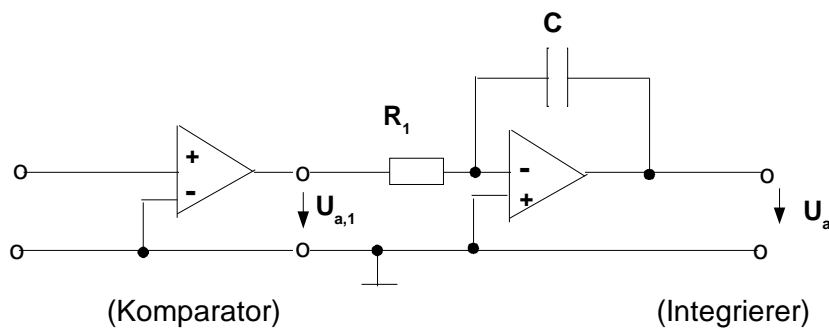 C
R1
+
-
-
+
Ua,1
Ua
(Komparator)
(Integrierer)